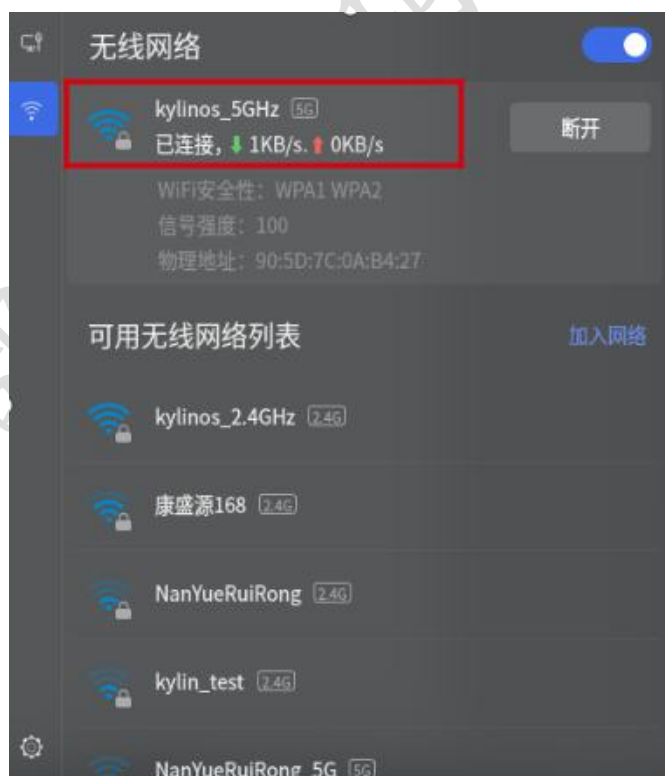 无线网络
kylinos_5GHz 5G
已连接，⬇ 1KB/s.⬆ 0KB/s
断开
WiFi安全性：WPA1 WPA2
信号强度：100
物理地址：90:5D:7C:0A:B4:27
可用无线网络列表
加入网络
kylinos_2.4GHz 2.4G
康盛源168 2.4G
NanYueRuiRong 2.4G
kylin_test 2.4G
NanYueRuiRong_5G 5G